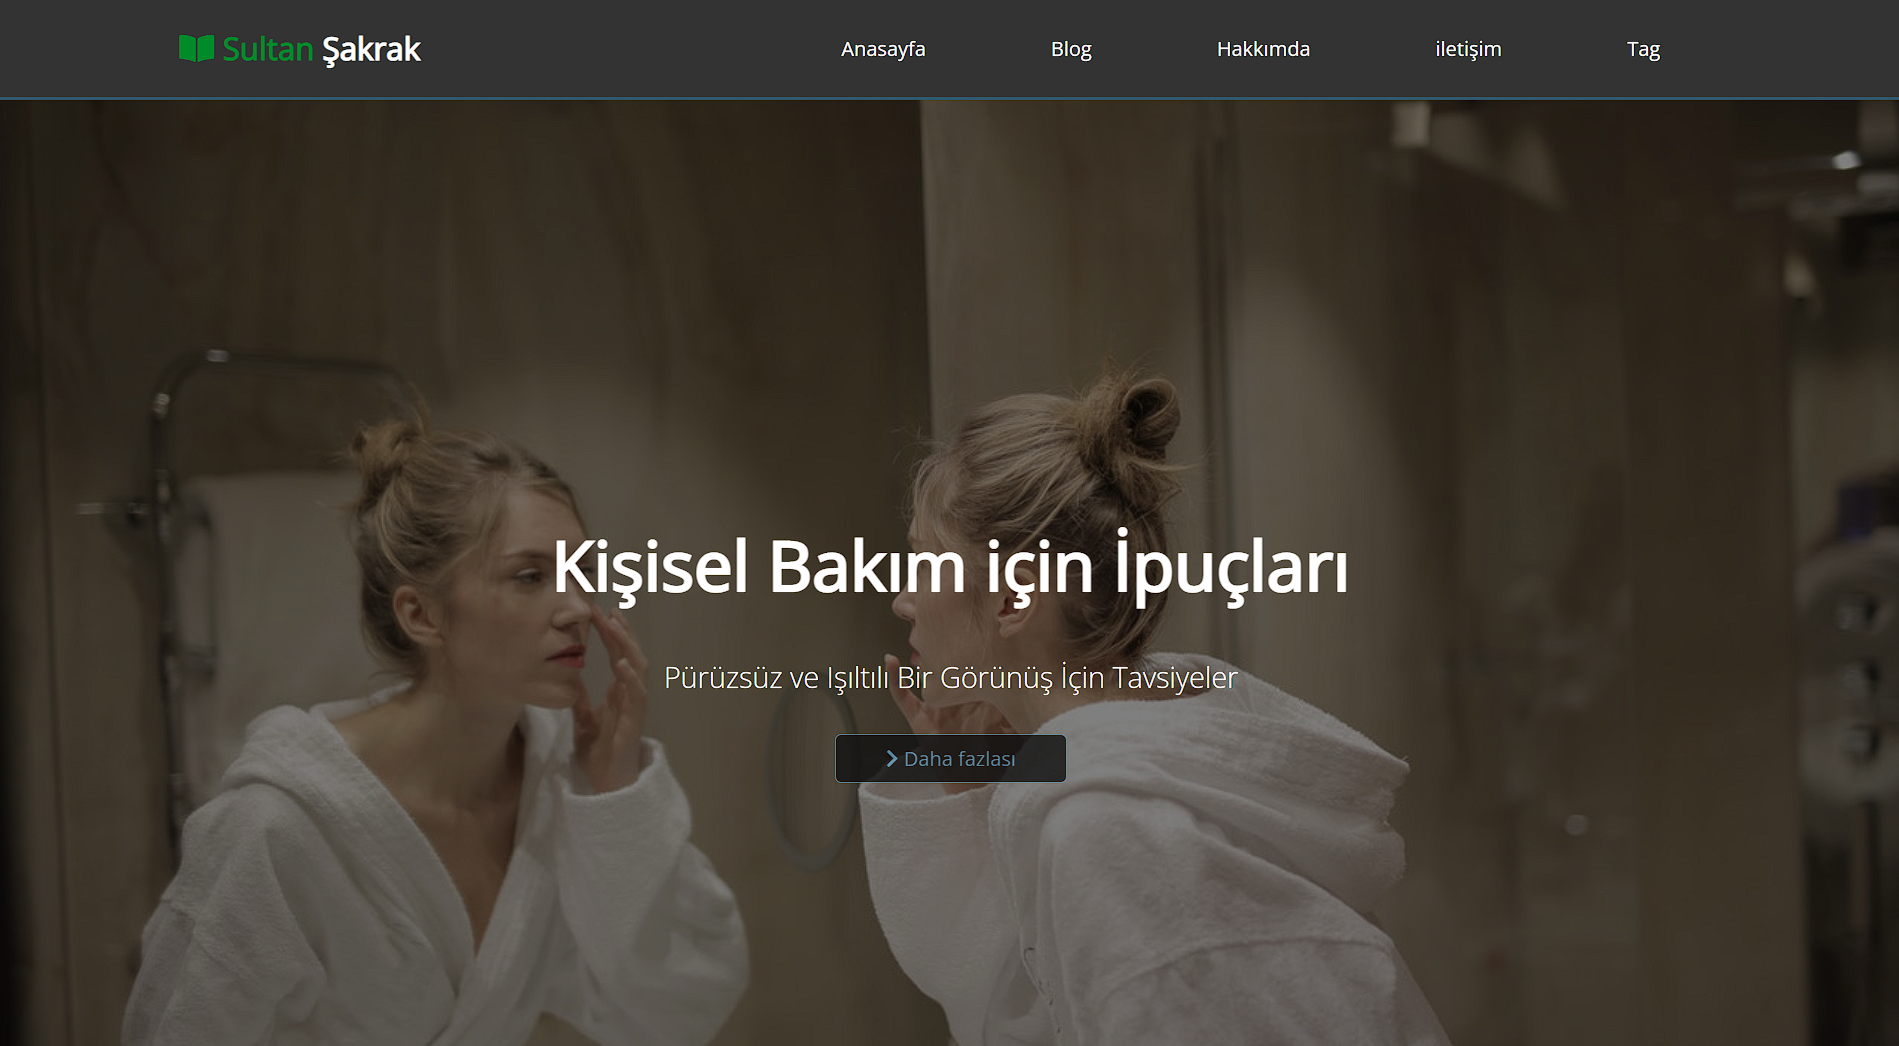 Sultan Şakrak
Anasayfa
Blog
Hakkımda
iletişim
Tag
Kişisel Bakım için İpuçları
Pürüzsüz ve Işıltılı Bir Görünüş İçin Tavsiyeler
Daha fazlası